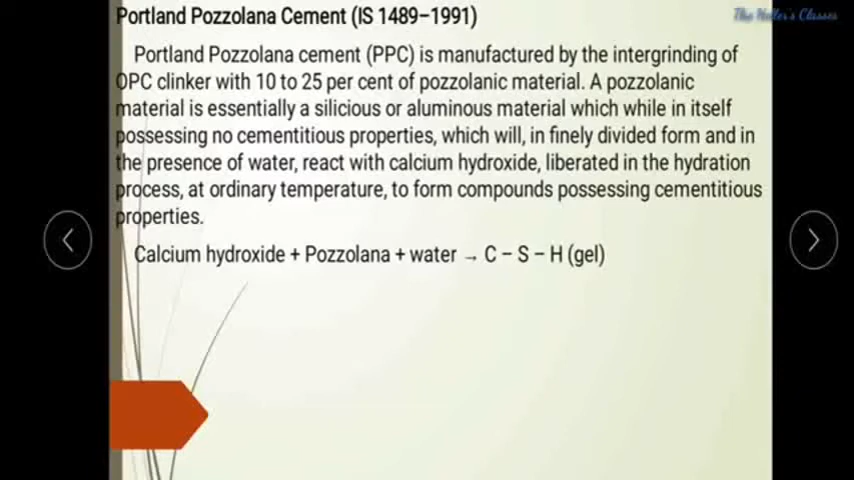 Portland Pozzolana Cement (IS 1489–1991)
The Holler's Classes
Portland Pozzolana cement (PPC) is manufactured by the intergrinding of
OPC clinker with 10 to 25 per cent of pozzolanic material. A pozzolanic
material is essentially a silicious or aluminous material which while in itself
possessing no cementitious properties, which will, in finely divided form and in
the presence of water, react with calcium hydroxide, liberated in the hydration
process, at ordinary temperature, to form compounds possessing cementitious
properties.
Calcium hydroxide + Pozzolana + water → C – S – H (gel)